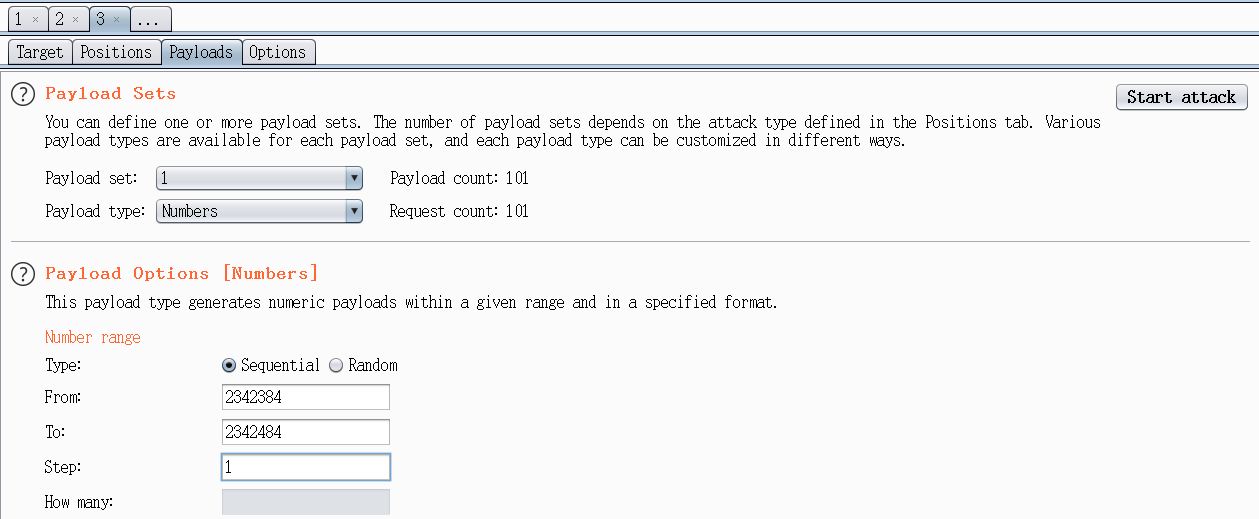 1 × 2 × 3 × ...
Target Positions Payloads Options
? Payload Sets Start attack
You can define one or more payload sets. The number of payload sets depends on the attack type defined in the Positions tab. Various
payload types are available for each payload set, and each payload type can be customized in different ways.
Payload set: 1 Payload count: 101
Payload type: Numbers Request count: 101
? Payload Options [Numbers]
This payload type generates numeric payloads within a given range and in a specified format.
Number range
Type: Sequential Random
From: 2342384
To: 2342484
Step: 1
How many: